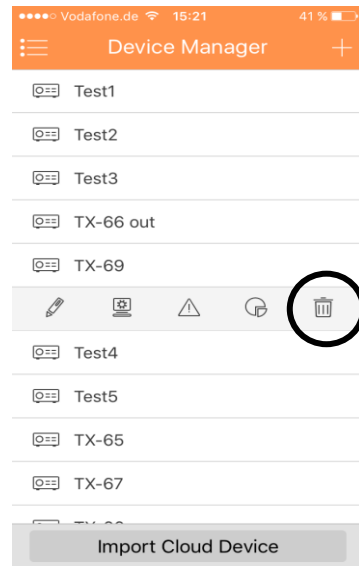 Vodafone.de 15:21 41 %
Device Manager
Test1
Test2
Test3
TX-66 out
TX-69
Test4
Test5
TX-65
TX-67
Import Cloud Device